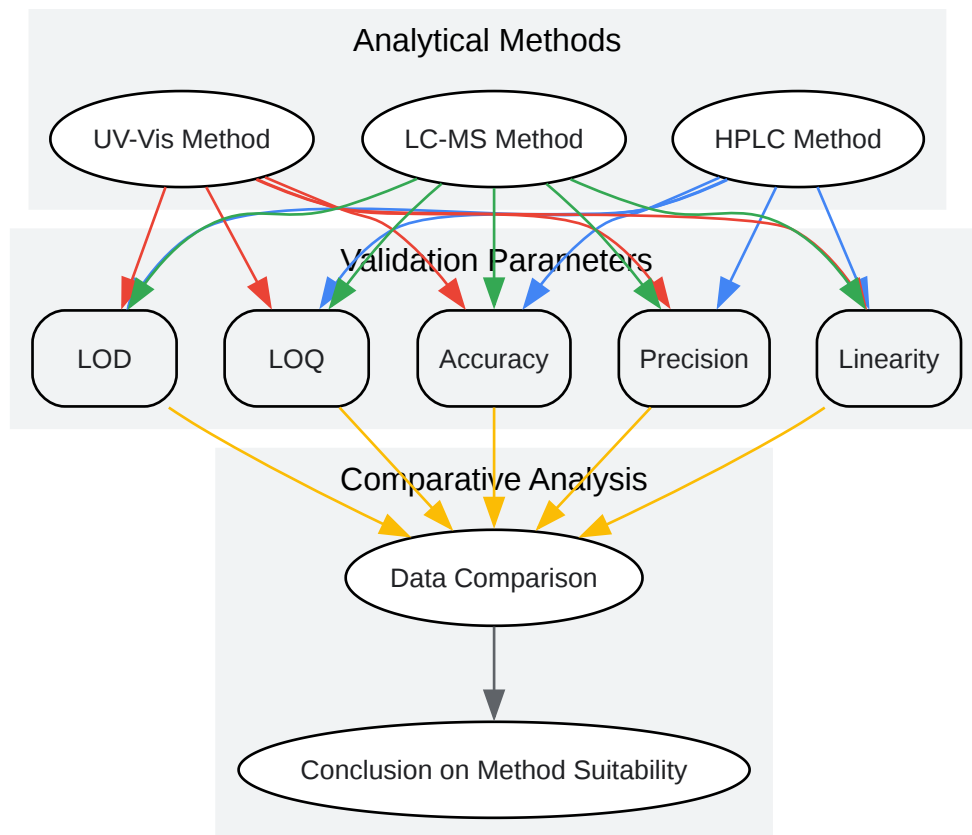 Analytical Methods
UV-Vis Method
LC-MS Method
HPLC Method
Validation Parameters
LOD
LOQ
Accuracy
Precision
Linearity
Comparative Analysis
Data Comparison
Conclusion on Method Suitability